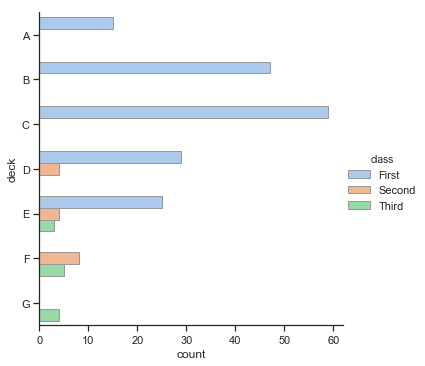 A
B
C
D
E
F
G
deck
0 10 20 30 40 50 60
count
class
First
Second
Third